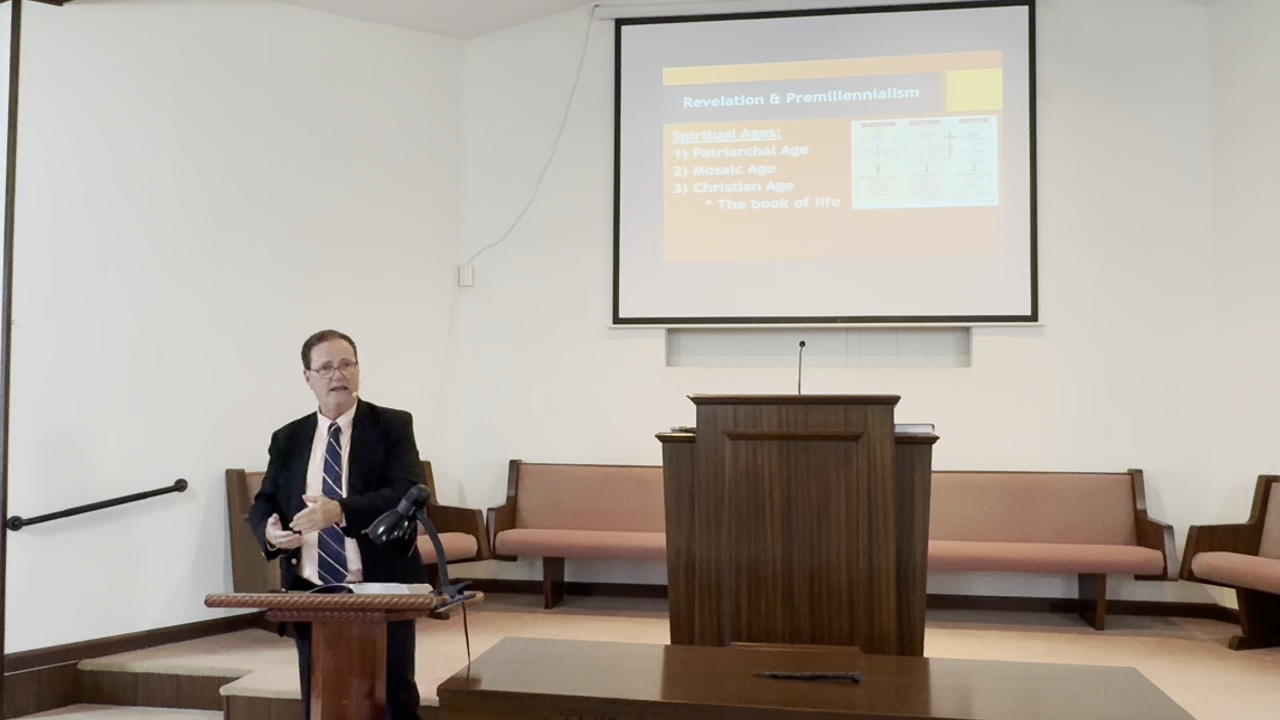 Revelation & Premillennialism
Spiritual Ages:
1) Patriarchal Age
2) Mosaic Age
3) Christian Age
* The book of life